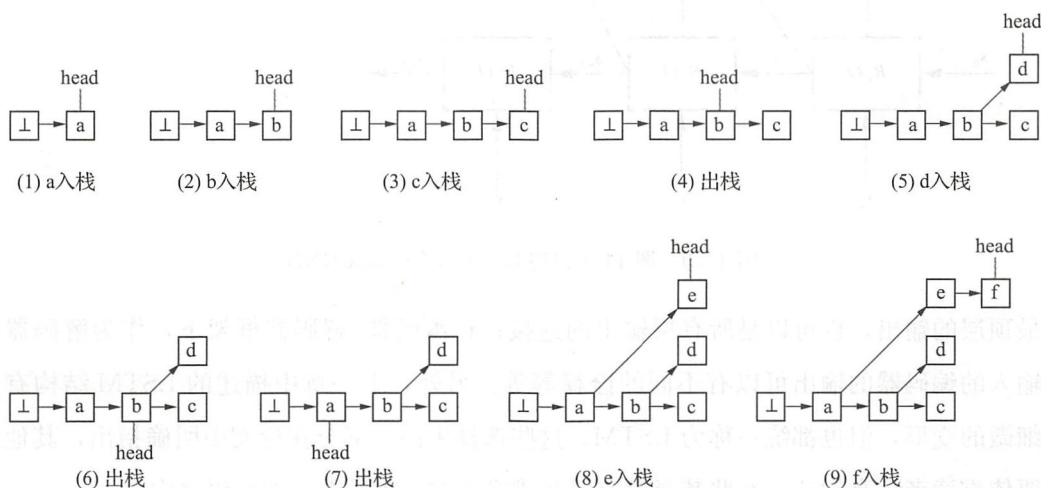 head
head
head
head
head
⊥ a
⊥ a b
⊥ a b c
⊥ a b c
d
⊥ a b c
(1) a入栈
(2) b入栈
(3) c入栈
(4) 出栈
(5) d入栈
head
head
e
e f
d
d
d
d
⊥ a b c
⊥ a b c
⊥ a b c
⊥ a b c
head
head
(6) 出栈
(7) 出栈
(8) e入栈
(9) f入栈